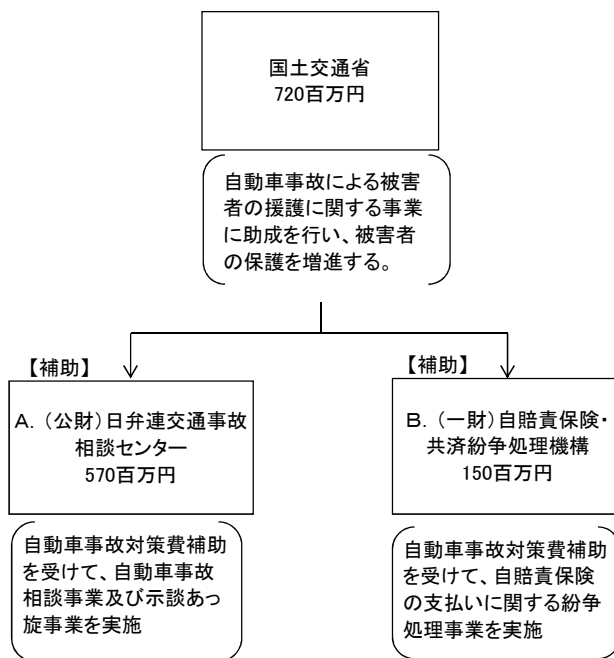 国土交通省
720百万円
自動車事故による被害
者の援護に関する事業
に助成を行い、被害者
の保護を増進する。
【補助】
A. (公財)日弁連交通事故
相談センター
570百万円
自動車事故対策費補助
を受けて、自動車事故
相談事業及び示談あっ
旋事業を実施
【補助】
B. (一財)自賠責保険・
共済紛争処理機構
150百万円
自動車事故対策費補助
を受けて、自賠責保険
の支払いに関する紛争
処理事業を実施